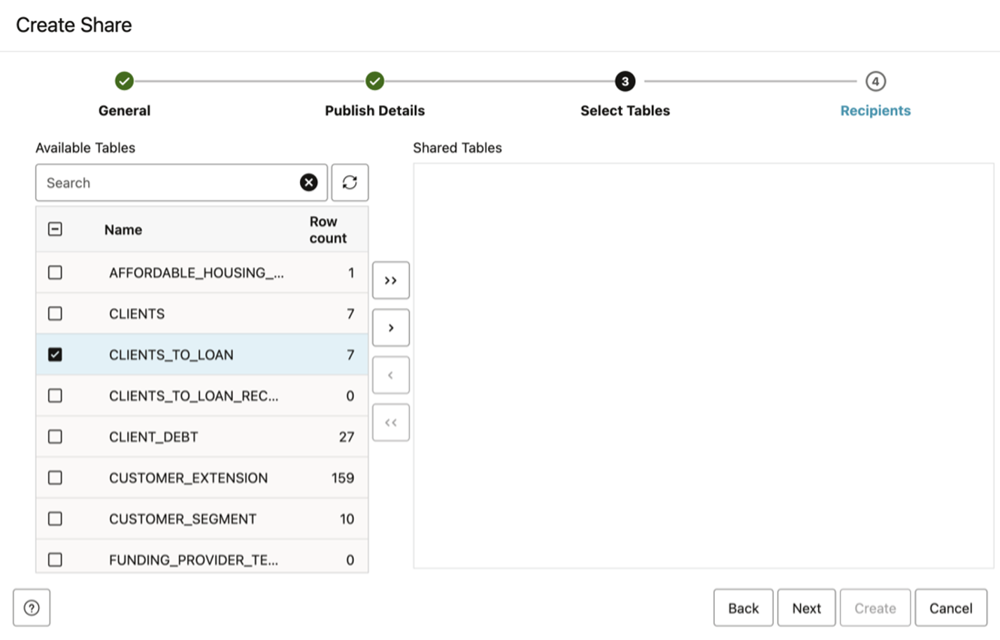 Create Share
3
4
General
Publish Details
Select Tables
Recipients
Available Tables
Shared Tables
Search
Name
Row
count
AFFORDABLE_HOUSING_... 1
CLIENTS 7
CLIENTS_TO_LOAN 7
CLIENTS_TO_LOAN_REC... 0
CLIENT_DEBT 27
CUSTOMER_EXTENSION 159
CUSTOMER_SEGMENT 10
FUNDING_PROVIDER_TE... 0
>>
>
<
<<
?
Back
Next
Create
Cancel